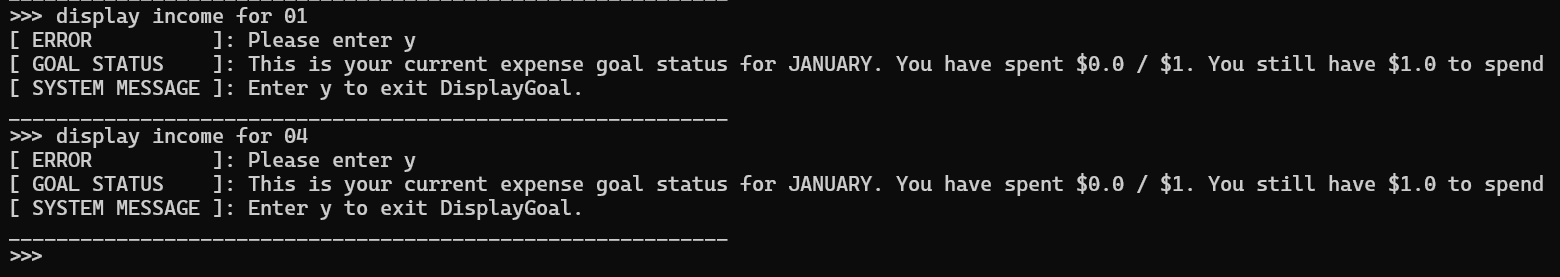 ____________________________________________________________
>>> display income for 01
[ ERROR          ]: Please enter y
[ GOAL STATUS    ]: This is your current expense goal status for JANUARY. You have spent $0.0 / $1. You still have $1.0 to spend
[ SYSTEM MESSAGE ]: Enter y to exit DisplayGoal.
____________________________________________________________
>>> display income for 04
[ ERROR          ]: Please enter y
[ GOAL STATUS    ]: This is your current expense goal status for JANUARY. You have spent $0.0 / $1. You still have $1.0 to spend
[ SYSTEM MESSAGE ]: Enter y to exit DisplayGoal.
____________________________________________________________
>>>